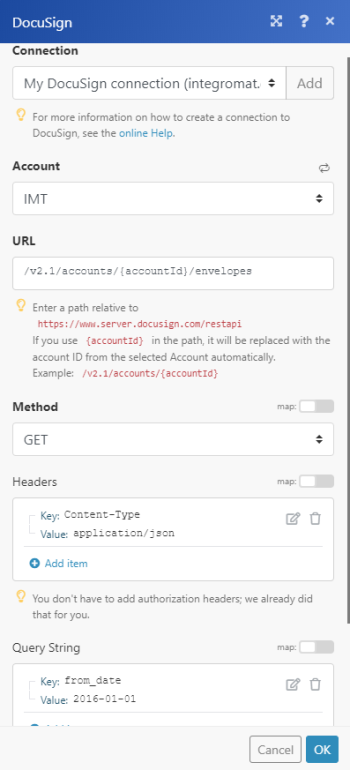 DocuSign
Connection
My DocuSign connection (integromat.
Add
For more information on how to create a connection to
DocuSign, see the online Help.
Account
IMT
URL
/v2.1/accounts/{accountId}/envelopes
Enter a path relative to
https://www.server.docusign.com/restapi
If you use {accountId} in the path, it will be replaced with the
account ID from the selected Account automatically.
Example: /v2.1/accounts/{accountId}
Method
map:
GET
Headers
map:
Key: Content-Type
Value: application/json
Add item
You don't have to add authorization headers; we already did
that for you.
Query String
map:
Key: from_date
Value: 2016-01-01
Cancel
OK